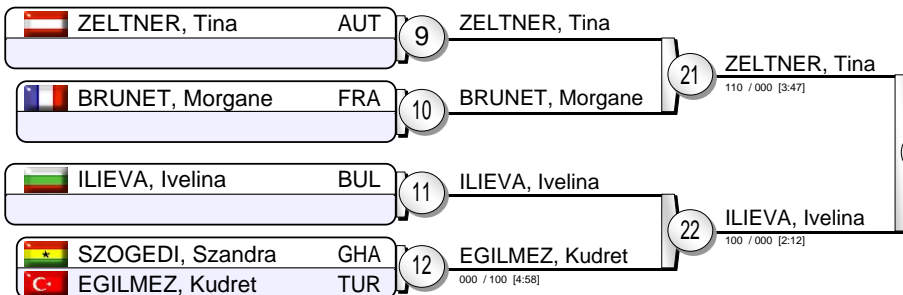 ZELTNER, Tina AUT
9
ZELTNER, Tina
BRUNET, Morgane FRA
10
BRUNET, Morgane
21
ZELTNER, Tina
110 / 000 [3:47]
ILIEVA, Ivelina BUL
11
ILIEVA, Ivelina
SZOGEDI, Szandra GHA
EGILMEZ, Kudret TUR
12
EGILMEZ, Kudret
000 / 100 [4:58]
22
ILIEVA, Ivelina
100 / 000 [2:12]